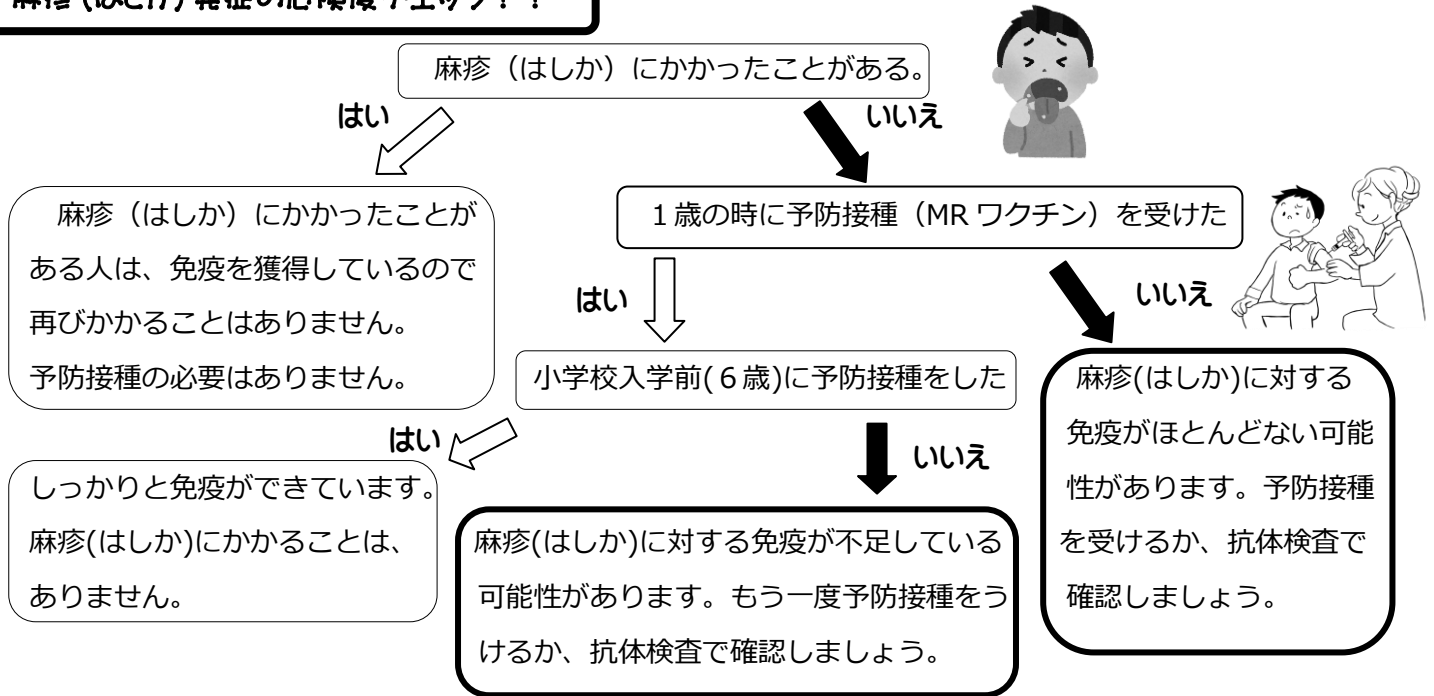 麻疹(はしか)発症の危険度チェック！！
麻疹（はしか）にかかったことがある。
はい
いいえ
麻疹（はしか）にかかったことが
ある人は、免疫を獲得しているので
再びかかることはありません。
予防接種の必要はありません。
１歳の時に予防接種（MR ワクチン）を受けた
はい
いいえ
小学校入学前(６歳)に予防接種をした
はい
いいえ
しっかりと免疫ができています。
麻疹(はしか)にかかることは、
ありません。
麻疹(はしか)に対する免疫が不足している
可能性があります。もう一度予防接種をう
けるか、抗体検査で確認しましょう。
麻疹(はしか)に対する
免疫がほとんどない可能
性があります。予防接種
を受けるか、抗体検査で
確認しましょう。